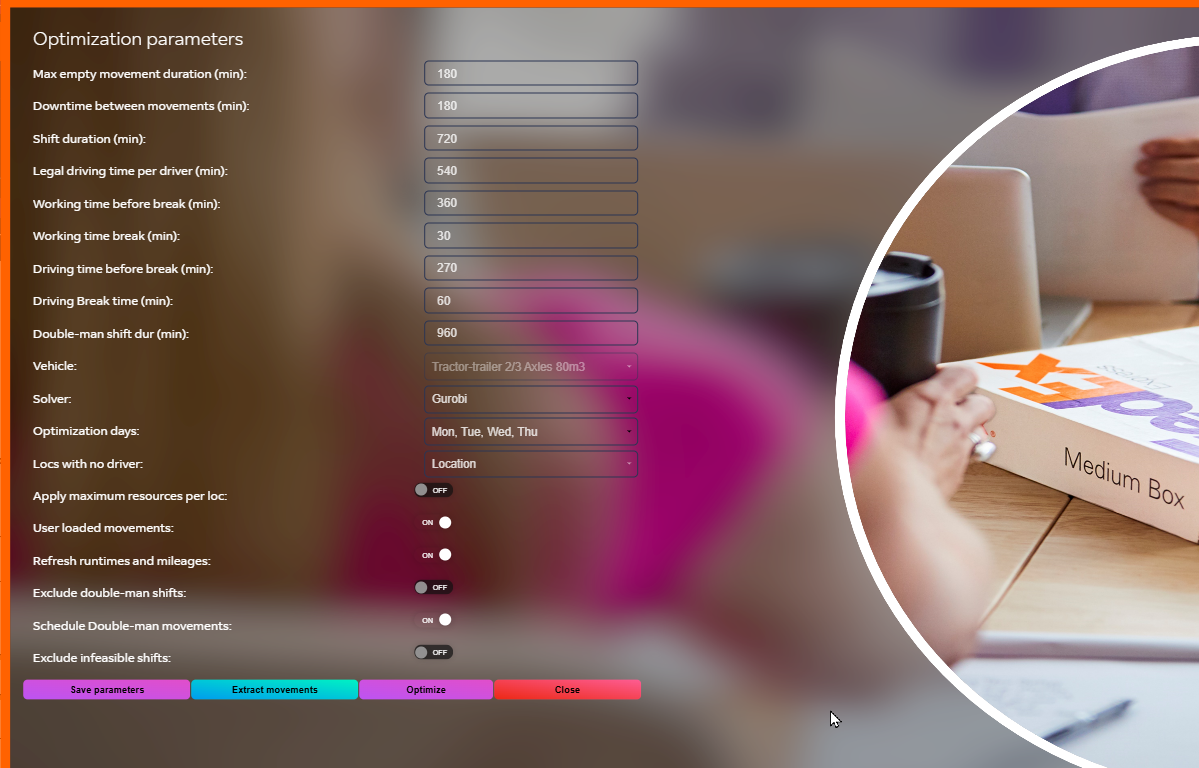 Optimization parameters
Max empty movement duration (min): 180
Downtime between movements (min): 180
Shift duration (min): 720
Legal driving time per driver (min): 540
Working time before break (min): 360
Working time break (min): 30
Driving time before break (min): 270
Driving Break time (min): 60
Double-man shift dur (min): 960
Vehicle: Tractor-trailer 2/3 Axles 80m3
Solver: Gurobi
Optimization days: Mon, Tue, Wed, Thu
Locs with no driver: Location
Apply maximum resources per loc: OFF
User loaded movements: ON
Refresh runtimes and mileages: ON
Exclude double-man shifts: OFF
Schedule Double-man movements: ON
Exclude infeasible shifts: OFF
Save parameters Extract movements Optimize Close
Medium Box